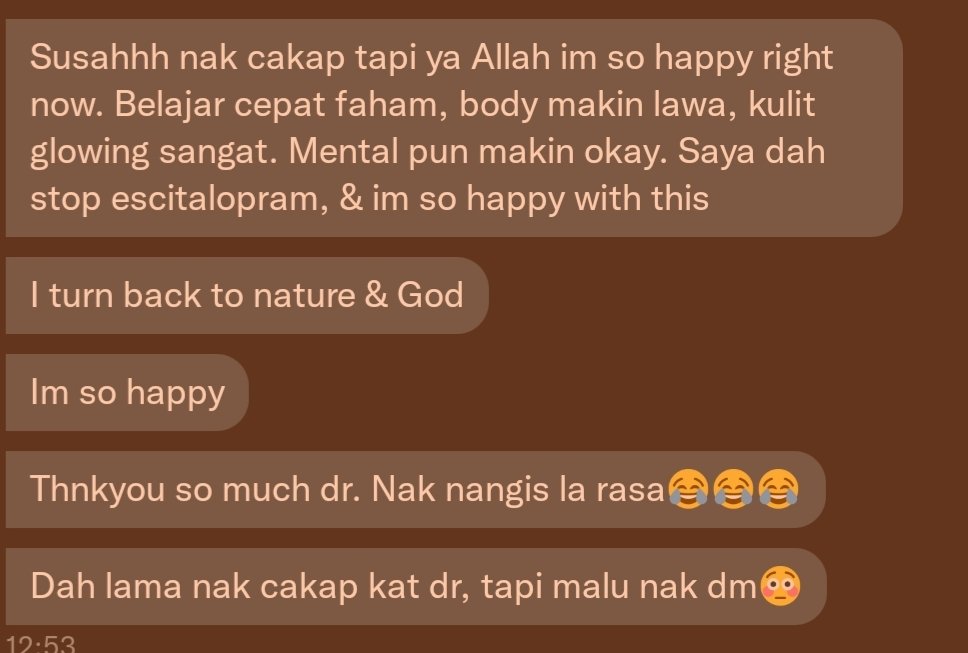 Susahhh nak cakap tapi ya Allah im so happy right
now. Belajar cepat faham, body makin lawa, kulit
glowing sangat. Mental pun makin okay. Saya dah
stop escitalopram, & im so happy with this
I turn back to nature & God
Im so happy
Thnkyou so much dr. Nak nangis la rasa😂😂😂
Dah lama nak cakap kat dr, tapi malu nak dm😳
12:53